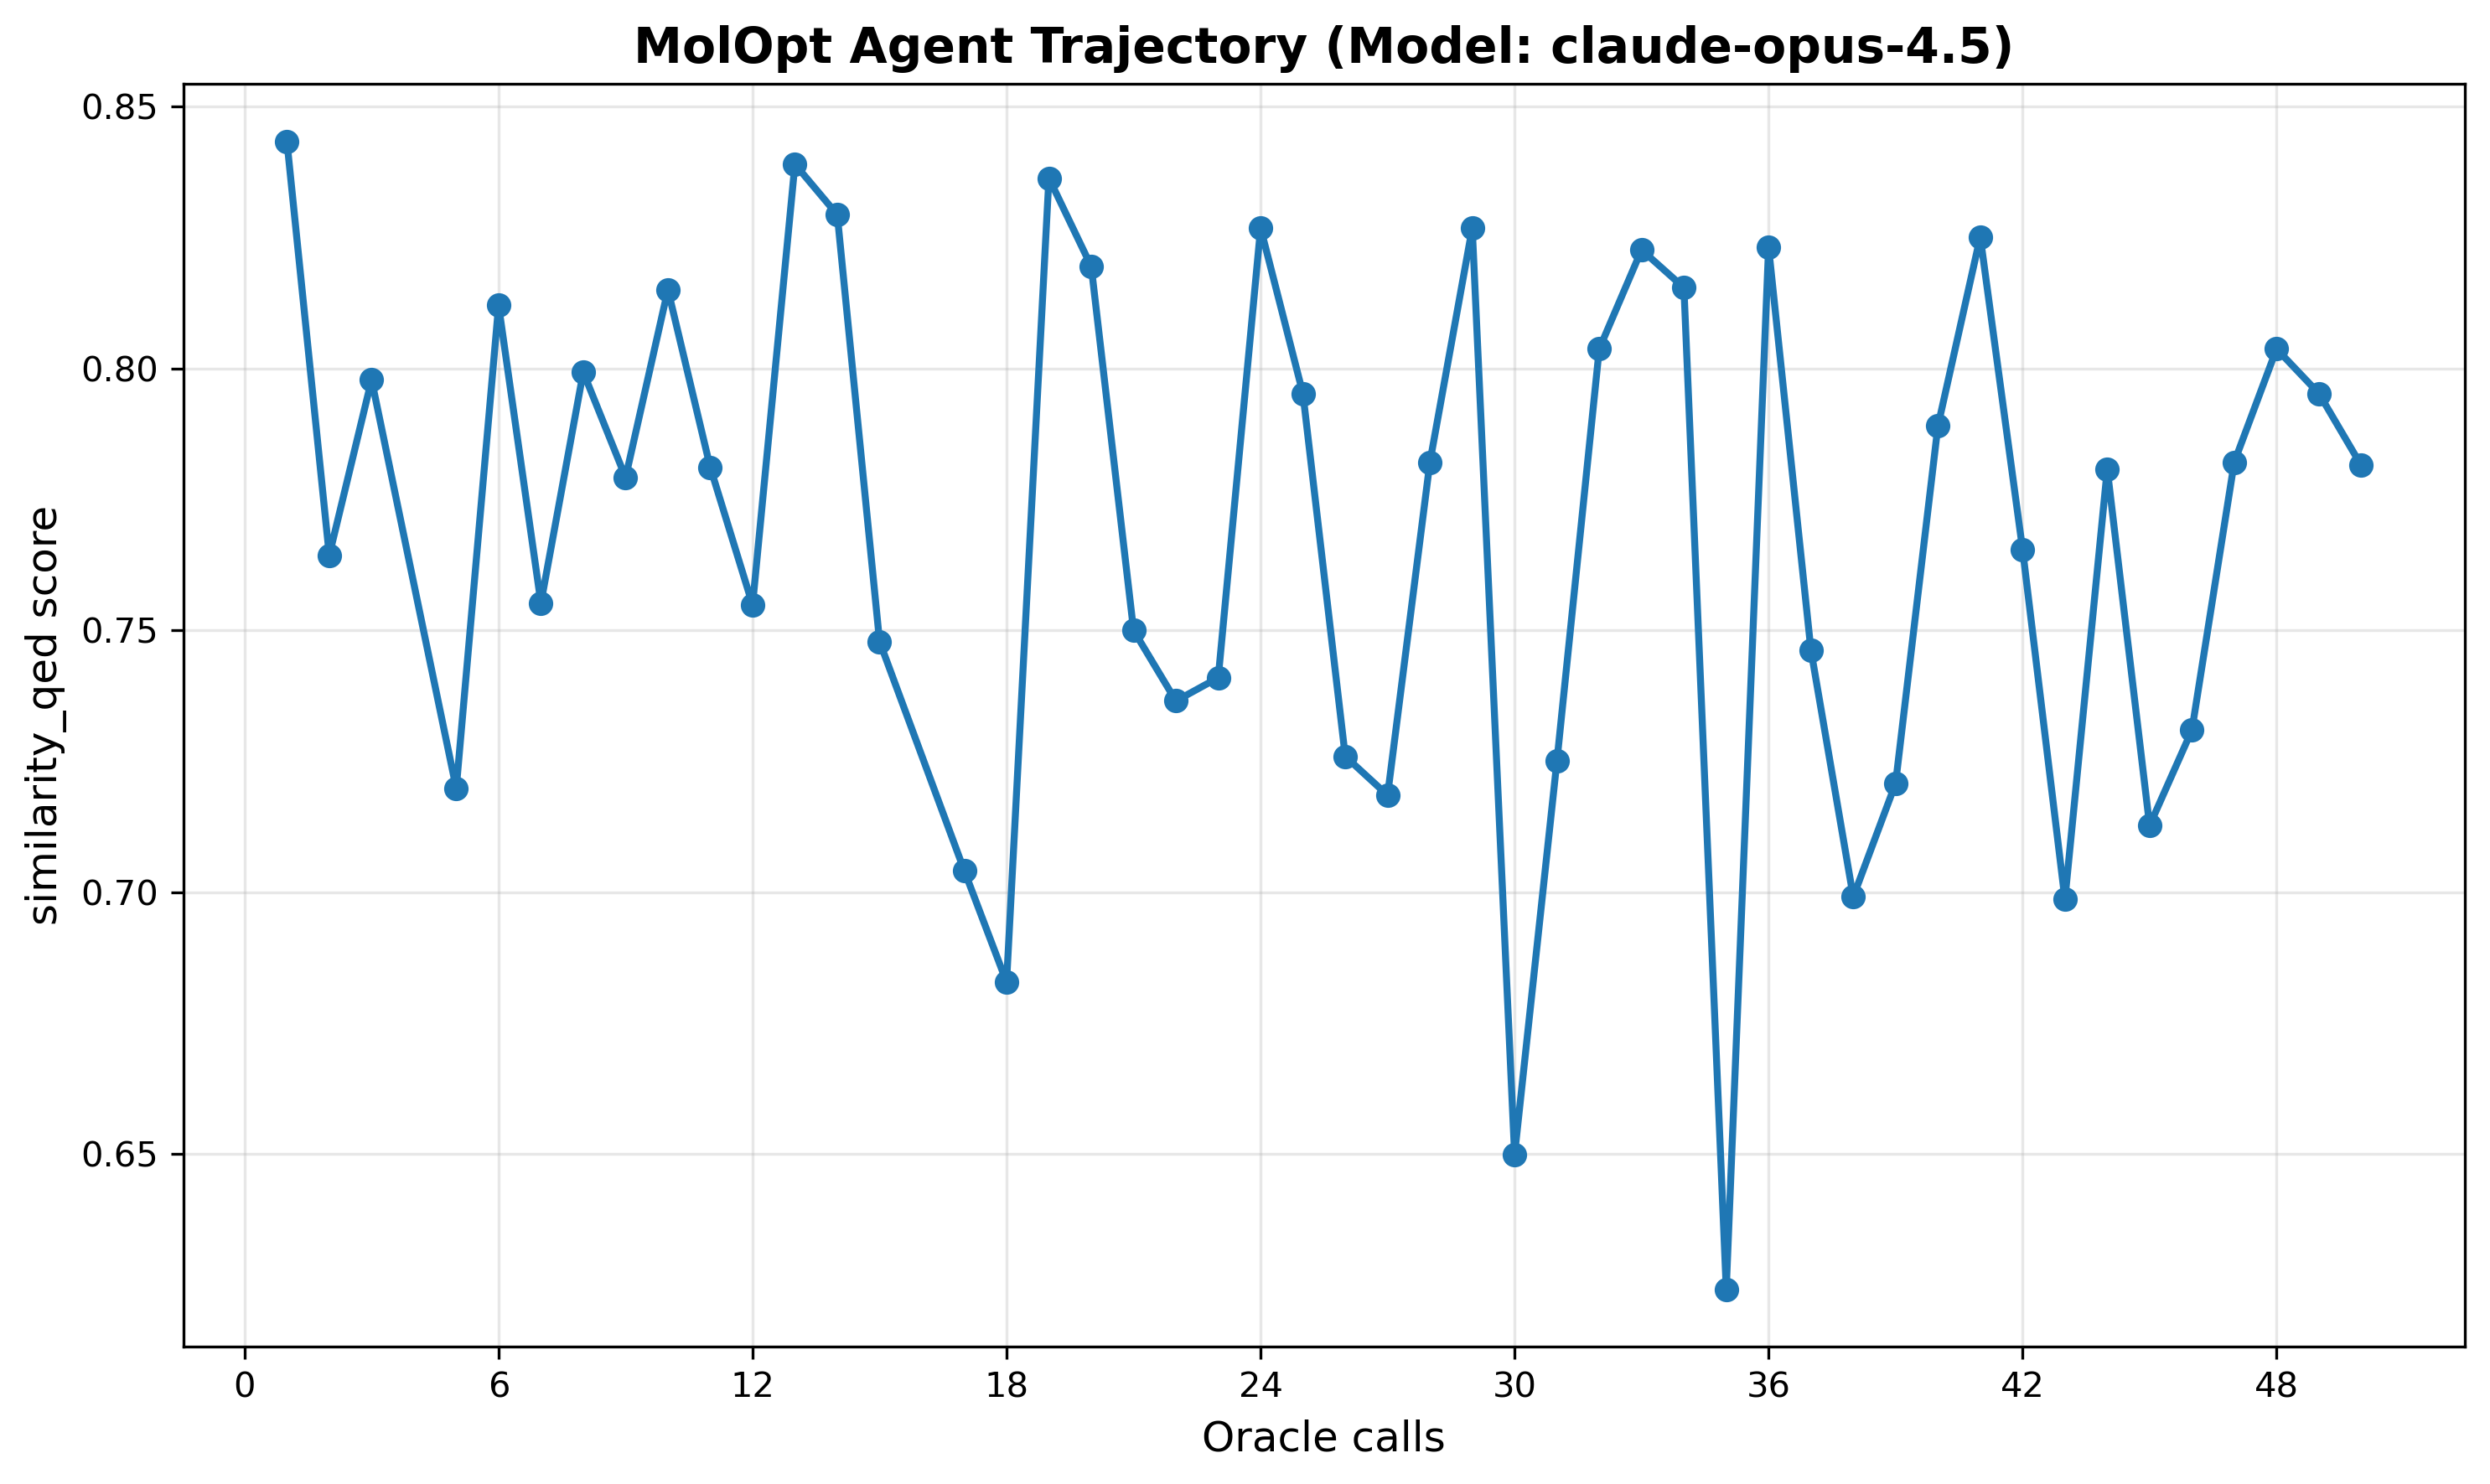 MolOpt Agent Trajectory (Model: claude-opus-4.5)
similarity_qed score
0.85
0.80
0.75
0.70
0.65
0 6 12 18 24 30 36 42 48
Oracle calls